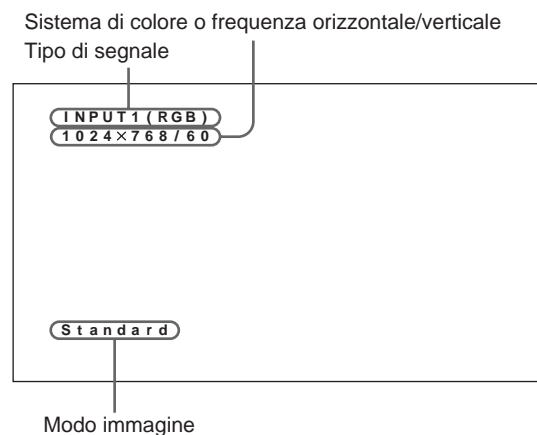 Sistema di colore o frequenza orizzontale/verticale
Tipo di segnale
INPUT1(RGB)
1024×768/60
Standard
Modo immagine